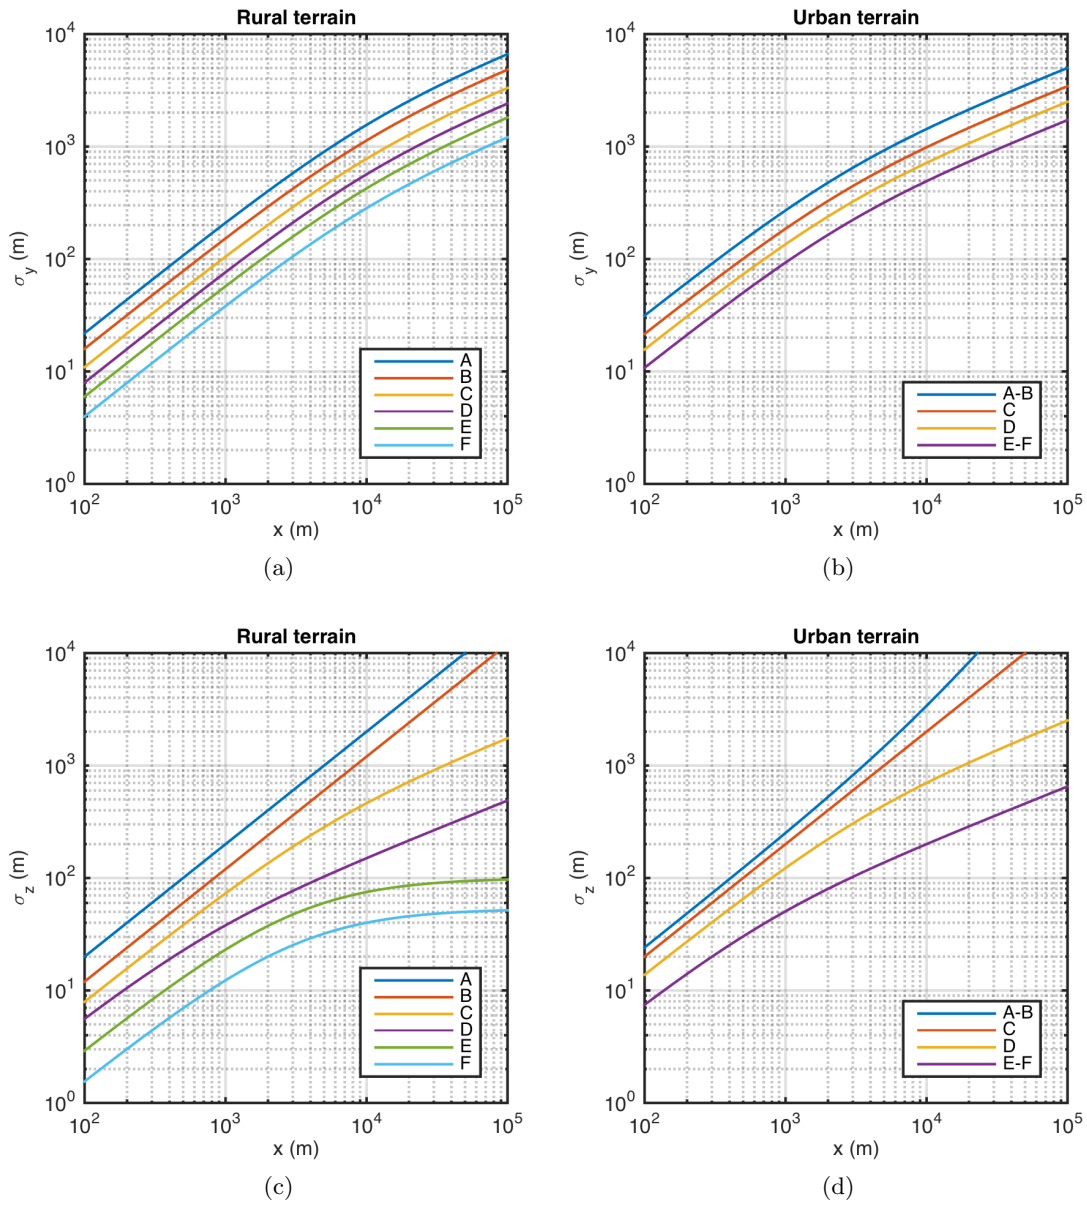 Rural terrain
10^4
10^3
10^2
10^1
10^0
σ_y (m)
10^2 10^3 10^4 10^5
x (m)
A
B
C
D
E
F
(a)
Urban terrain
10^4
10^3
10^2
10^1
10^0
σ_y (m)
10^2 10^3 10^4 10^5
x (m)
A-B
C
D
E-F
(b)
Rural terrain
10^4
10^3
10^2
10^1
10^0
σ_z (m)
10^2 10^3 10^4 10^5
x (m)
A
B
C
D
E
F
(c)
Urban terrain
10^4
10^3
10^2
10^1
10^0
σ_z (m)
10^2 10^3 10^4 10^5
x (m)
A-B
C
D
E-F
(d)